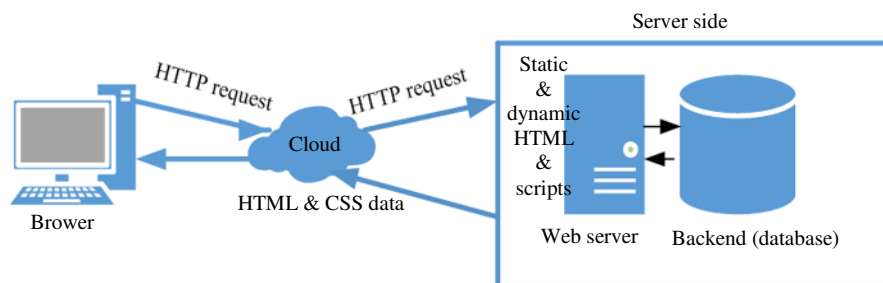 Server side
HTTP request
HTTP request
Static
&
dynamic
HTML
&
scripts
Cloud
HTML & CSS data
Brower
Web server
Backend (database)